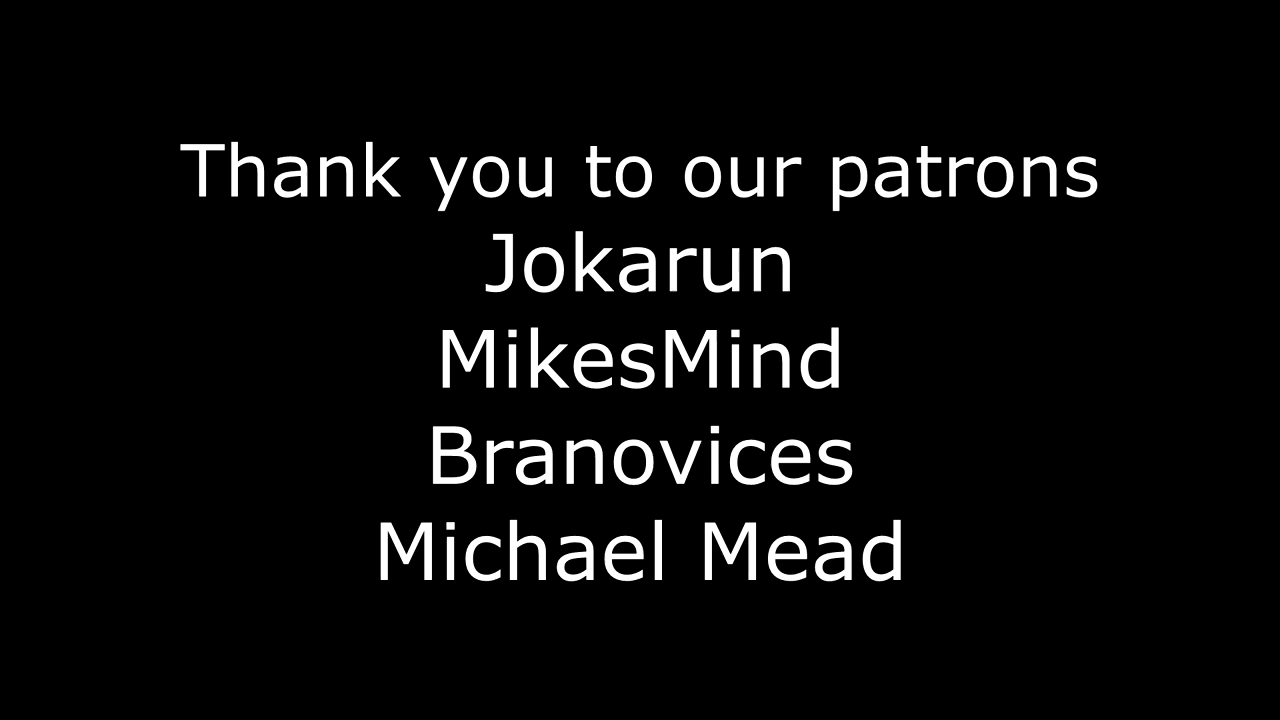 Thank you to our patrons
Jokarun
MikesMind
Branovices
Michael Mead